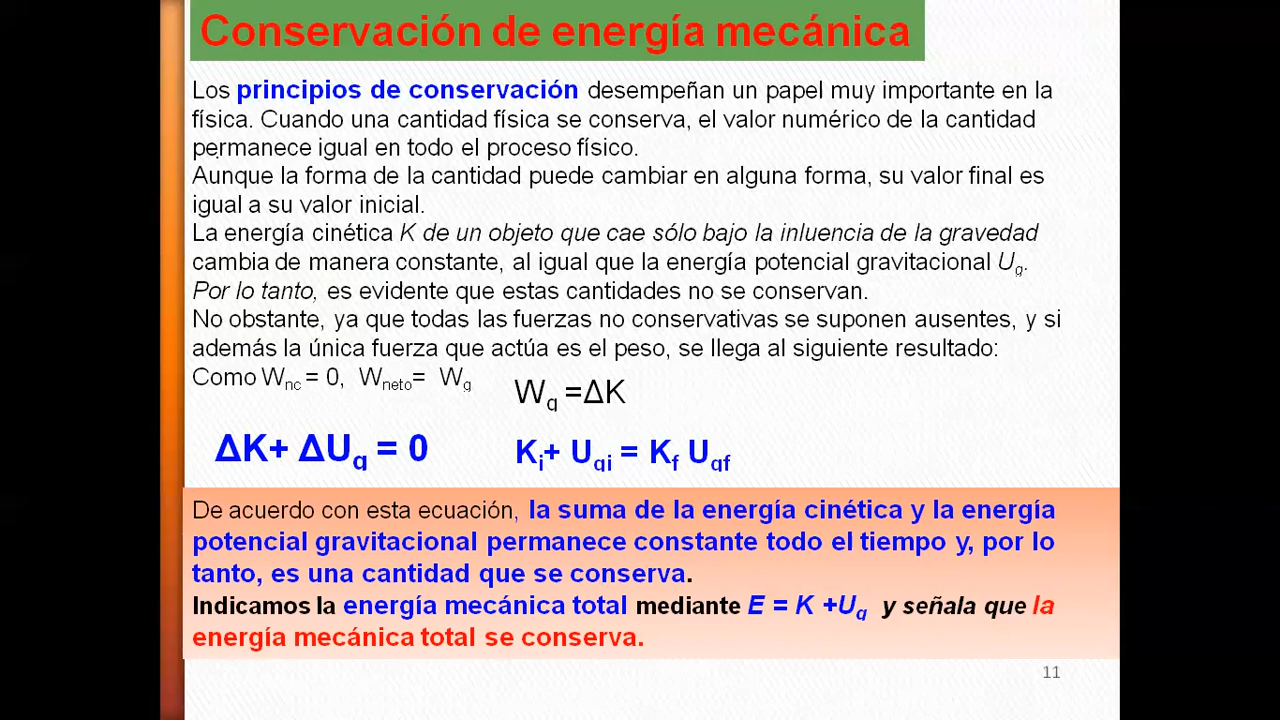 Conservación de energía mecánica
Los principios de conservación desempeñan un papel muy importante en la
física. Cuando una cantidad física se conserva, el valor numérico de la cantidad
permanece igual en todo el proceso físico.
Aunque la forma de la cantidad puede cambiar en alguna forma, su valor final es
igual a su valor inicial.
La energía cinética K de un objeto que cae sólo bajo la inluencia de la gravedad
cambia de manera constante, al igual que la energía potencial gravitacional Ug.
Por lo tanto, es evidente que estas cantidades no se conservan.
No obstante, ya que todas las fuerzas no conservativas se suponen ausentes, y si
además la única fuerza que actúa es el peso, se llega al siguiente resultado:
Como Wnc = 0, Wneto= Wg
Wg =ΔK
ΔK+ ΔUg = 0
Ki+ Ugi = Kf Ugf
De acuerdo con esta ecuación, la suma de la energía cinética y la energía
potencial gravitacional permanece constante todo el tiempo y, por lo
tanto, es una cantidad que se conserva.
Indicamos la energía mecánica total mediante E = K +Ug y señala que la
energía mecánica total se conserva.
11